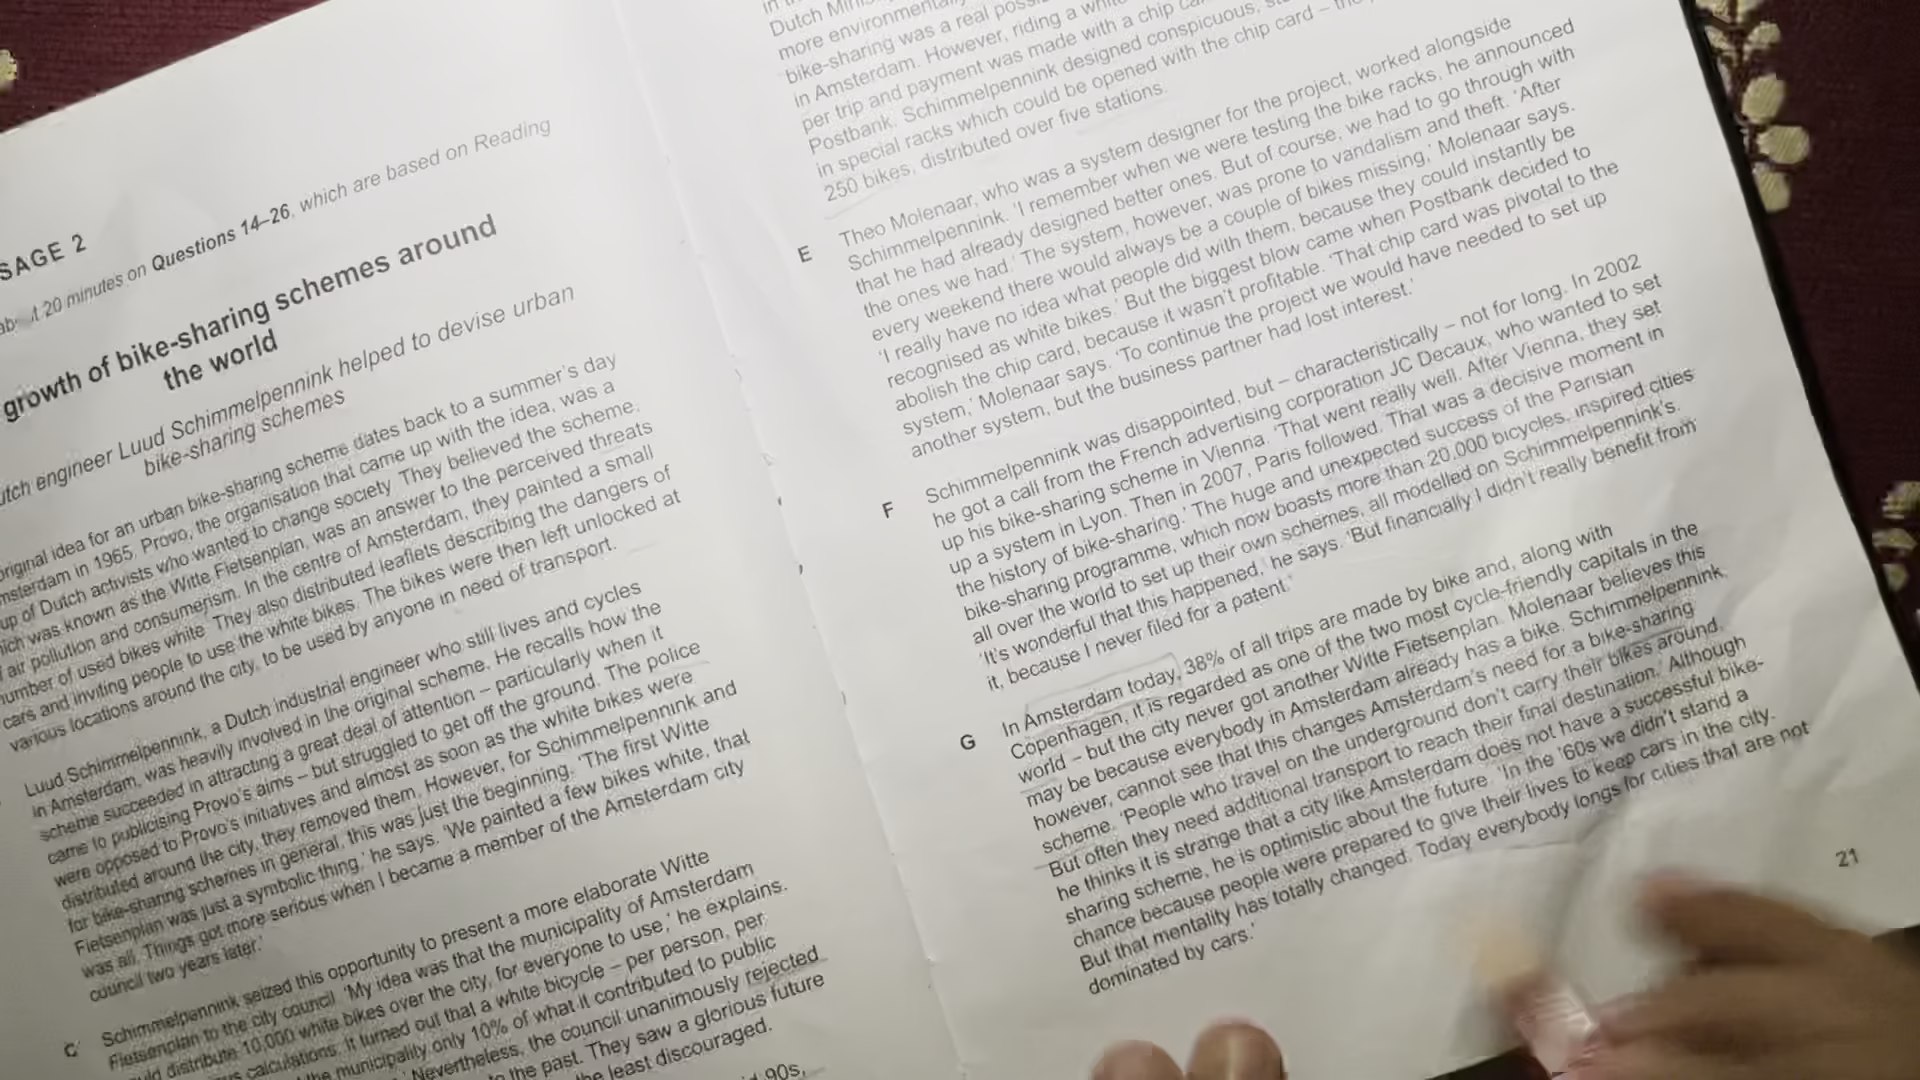 SAGE 2
20 minutes on Questions 14–26, which are based on Reading
growth of bike-sharing schemes around
the world
utch engineer Luud Schimmelpennink helped to devise urban
bike-sharing schemes
original idea for an urban bike-sharing scheme dates back to a summer's day
msterdam in 1965. Provo, the organisation that came up with the idea, was a
up of Dutch activists who wanted to change society. They believed the scheme,
hich was known as the Witte Fietsenplan, was an answer to the perceived threats
f air pollution and consumerism. In the centre of Amsterdam, they painted a small
number of used bikes white. They also distributed leaflets describing the dangers of
cars and inviting people to use the white bikes. The bikes were then left unlocked at
various locations around the city, to be used by anyone in need of transport.
Luud Schimmelpennink, a Dutch industrial engineer who still lives and cycles
in Amsterdam, was heavily involved in the original scheme. He recalls how the
scheme succeeded in attracting a great deal of attention – particularly when it
came to publicising Provo's aims – but struggled to get off the ground. The police
were opposed to Provo's initiatives and almost as soon as the white bikes were
distributed around the city, they removed them. However, for Schimmelpennink and
for bike-sharing schemes in general, this was just the beginning. 'The first Witte
Fietsenplan was just a symbolic thing,' he says. 'We painted a few bikes white, that
was all. Things got more serious when I became a member of the Amsterdam city
council two years later.'
C Schimmelpennink seized this opportunity to present a more elaborate Witte
Fietsenplan to the city council. 'My idea was that the municipality of Amsterdam
distribute 10,000 white bikes over the city, for everyone to use,' he explains.
calculations. It turned out that a white bicycle – per person, per
the municipality only 10% of what it contributed to public
Nevertheless, the council unanimously rejected
the past. They saw a glorious future
the least discouraged.
90s,
Dutch
more
bike-sharing was a real
in Amsterdam. However, riding a
per trip and payment was made with a chip
Postbank. Schimmelpennink designed conspicuous,
in special racks which could be opened with the chip card –
250 bikes, distributed over five stations.
E Theo Molenaar, who was a system designer for the project, worked alongside
Schimmelpennink. 'I remember when we were testing the bike racks, he announced
that he had already designed better ones. But of course, we had to go through with
the ones we had.' The system, however, was prone to vandalism and theft. 'After
every weekend there would always be a couple of bikes missing,' Molenaar says.
'I really have no idea what people did with them, because they could instantly be
recognised as white bikes.' But the biggest blow came when Postbank decided to
abolish the chip card, because it wasn't profitable. 'That chip card was pivotal to the
system,' Molenaar says. 'To continue the project we would have needed to set up
another system, but the business partner had lost interest.'
F Schimmelpennink was disappointed, but – characteristically – not for long. In 2002
he got a call from the French advertising corporation JC Decaux, who wanted to set
up his bike-sharing scheme in Vienna. 'That went really well. After Vienna, they set
up a system in Lyon. Then in 2007, Paris followed. That was a decisive moment in
the history of bike-sharing.' The huge and unexpected success of the Parisian
bike-sharing programme, which now boasts more than 20,000 bicycles, inspired cities
all over the world to set up their own schemes, all modelled on Schimmelpennink's.
'It's wonderful that this happened,' he says. 'But financially I didn't really benefit from
it, because I never filed for a patent.'
G In Amsterdam today, 38% of all trips are made by bike and, along with
Copenhagen, it is regarded as one of the two most cycle-friendly capitals in the
world – but the city never got another Witte Fietsenplan. Molenaar believes this
may be because everybody in Amsterdam already has a bike. Schimmelpennink,
however, cannot see that this changes Amsterdam's need for a bike-sharing
scheme. 'People who travel on the underground don't carry their bikes around.
But often they need additional transport to reach their final destination.' Although
he thinks it is strange that a city like Amsterdam does not have a successful bike-
sharing scheme, he is optimistic about the future. 'In the '60s we didn't stand a
chance because people were prepared to give their lives to keep cars in the city.
But that mentality has totally changed. Today everybody longs for cities that are not
dominated by cars.'
21